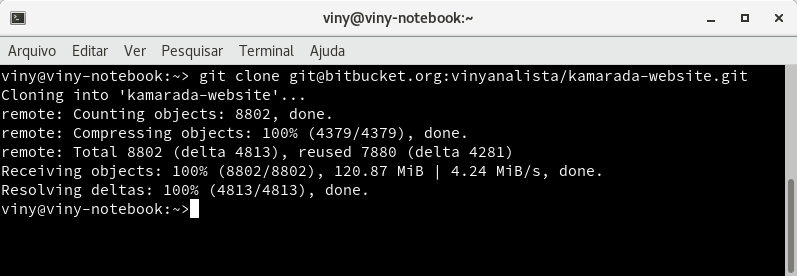 viny@viny-notebook:~
Arquivo Editar Ver Pesquisar Terminal Ajuda
viny@viny-notebook:~> git clone git@bitbucket.org:vinyanalista/kamarada-website.git
Cloning into 'kamarada-website'...
remote: Counting objects: 8802, done.
remote: Compressing objects: 100% (4379/4379), done.
remote: Total 8802 (delta 4813), reused 7880 (delta 4281)
Receiving objects: 100% (8802/8802), 120.87 MiB | 4.24 MiB/s, done.
Resolving deltas: 100% (4813/4813), done.
viny@viny-notebook:~>